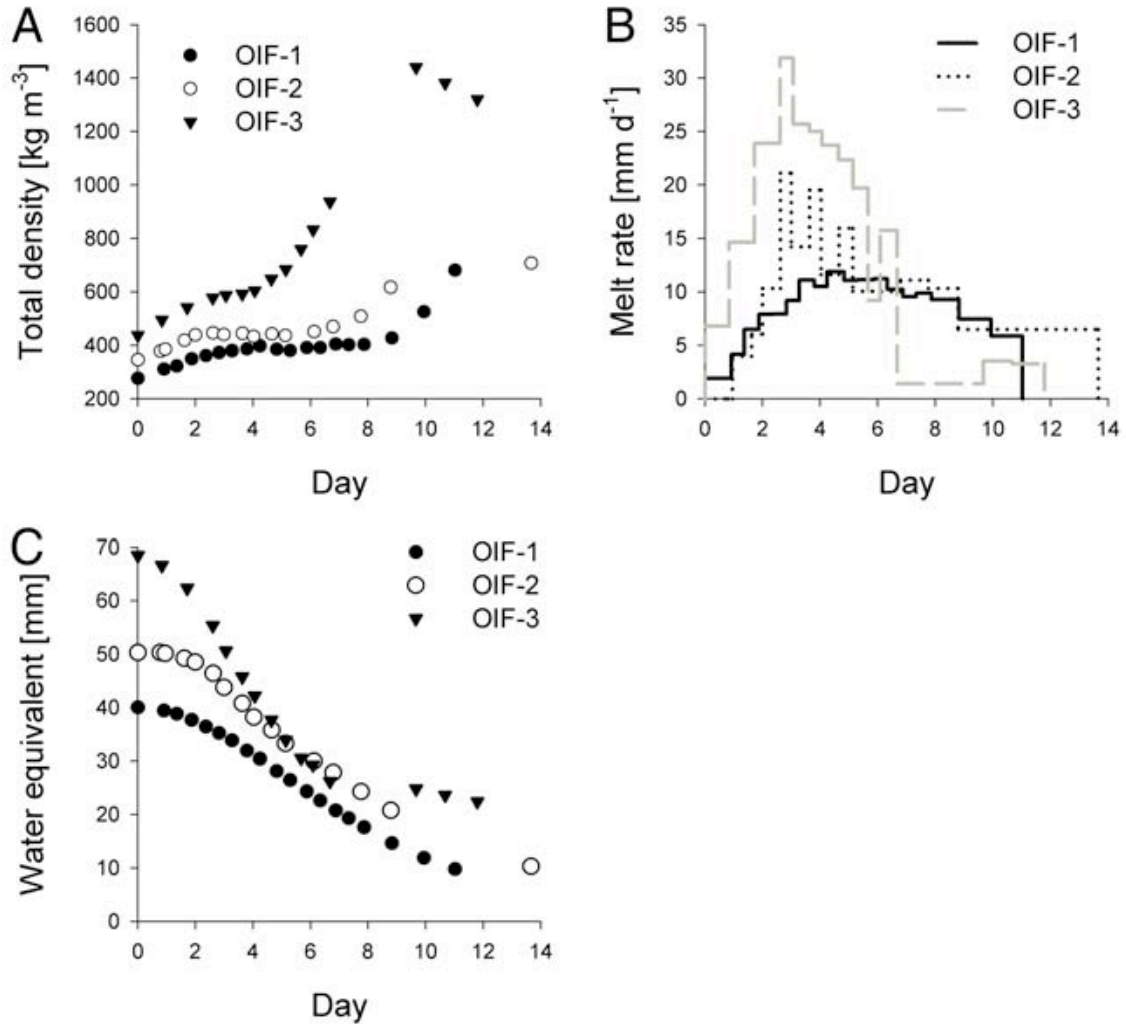 A
Total density [kg m-3]
1600
1400
1200
1000
800
600
400
200
OIF-1
OIF-2
OIF-3
0 2 4 6 8 10 12 14
Day
B
Melt rate [mm d-1]
35
30
25
20
15
10
5
0
OIF-1
OIF-2
OIF-3
0 2 4 6 8 10 12 14
Day
C
Water equivalent [mm]
70
60
50
40
30
20
10
0
OIF-1
OIF-2
OIF-3
0 2 4 6 8 10 12 14
Day